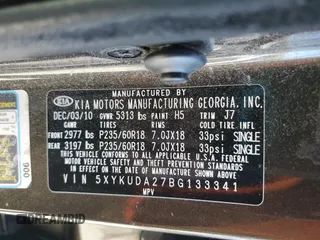 KIA KIA MOTORS MANUFACTURING GEORGIA, INC.
DEC/03/10 GVWR 5313 lbs PAINT H5 TRIM J7
GAWR TIRES RIMS COLD TIRE INFL.
FRONT 2977 lbs P235/60R18 7.0JX18 33psi SINGLE
REAR 3197 lbs P235/60R18 7.0JX18 33psi SINGLE
THIS VEHICLE CONFORMS TO ALL APPLICABLE FEDERAL MOTOR
VEHICLE SAFETY AND THEFT PREVENTION STANDARDS
IN EFFECT ON THE DATE OF MANUFACTURE SHOWN ABOVE.
VIN 5XYKUDA27BG133341
MPV
006
DREAMBID